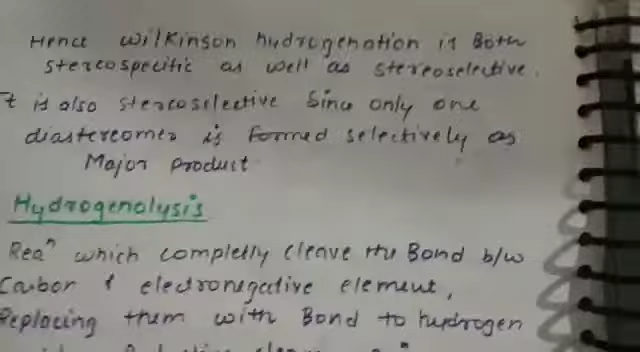 Hence Wilkinson hydrogenation is Both
stereospecific as well as stereoselective.
It is also stereoselective Since only one
diastereomer is formed selectively as
Major Product
Hydrogenolysis
Reaⁿ which completly cleave the Bond b/w
Carbon & electronegative element,
Replacing them with Bond to hydrogen